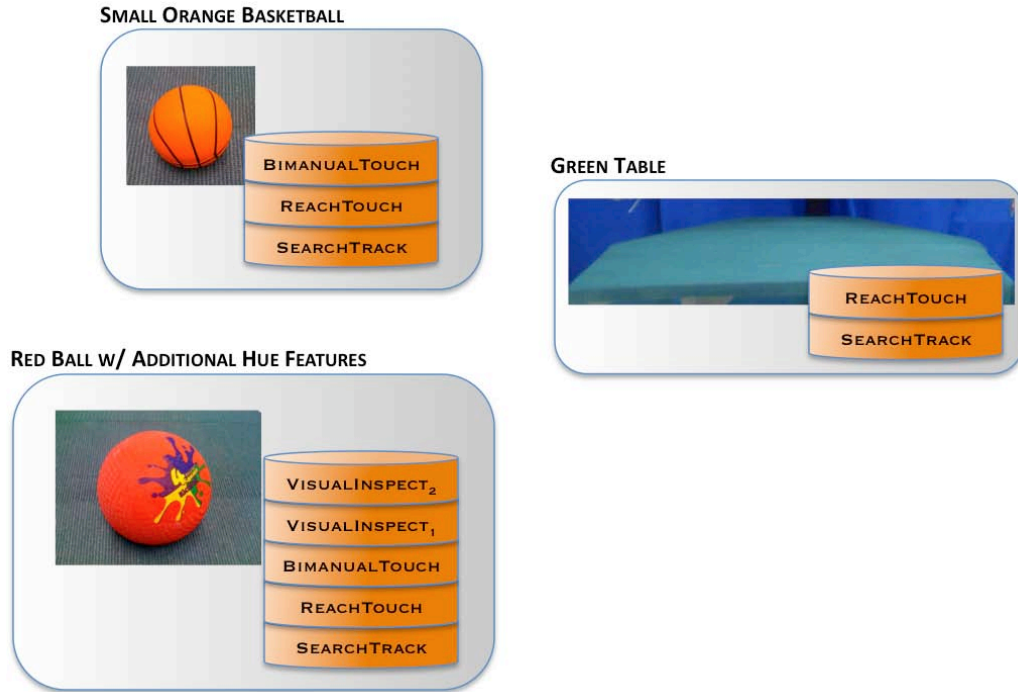 SMALL ORANGE BASKETBALL
BIMANUALTOUCH
REACHTOUCH
SEARCHTRACK
GREEN TABLE
REACHTOUCH
SEARCHTRACK
RED BALL W/ ADDITIONAL HUE FEATURES
VISUALINSPECT₂
VISUALINSPECT₁
BIMANUALTOUCH
REACHTOUCH
SEARCHTRACK